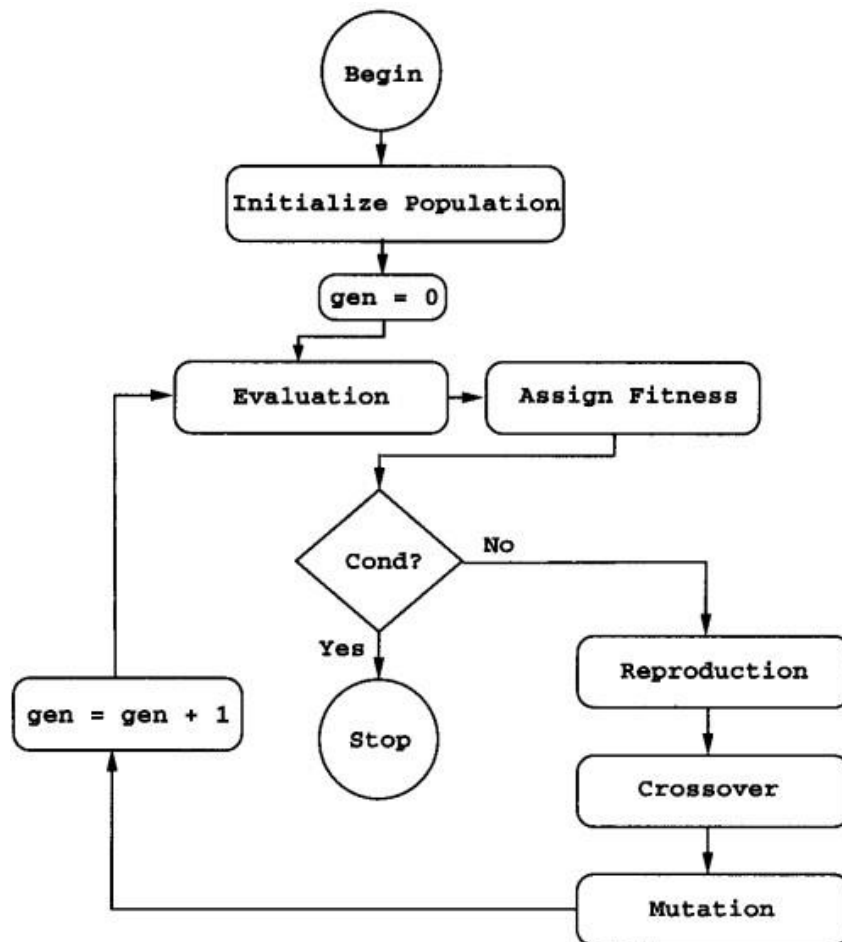 Begin
Initialize Population
gen = 0
Evaluation
Assign Fitness
Cond?
No
Yes
Reproduction
gen = gen + 1
Stop
Crossover
Mutation